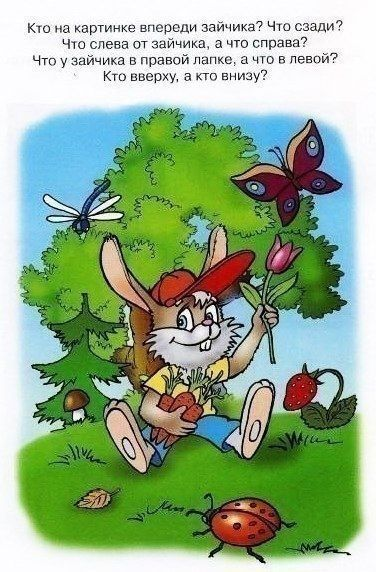 Кто на картинке впереди зайчика? Что сзади?
Что слева от зайчика, а что справа?
Что у зайчика в правой лапке, а что в левой?
Кто вверху, а кто внизу?